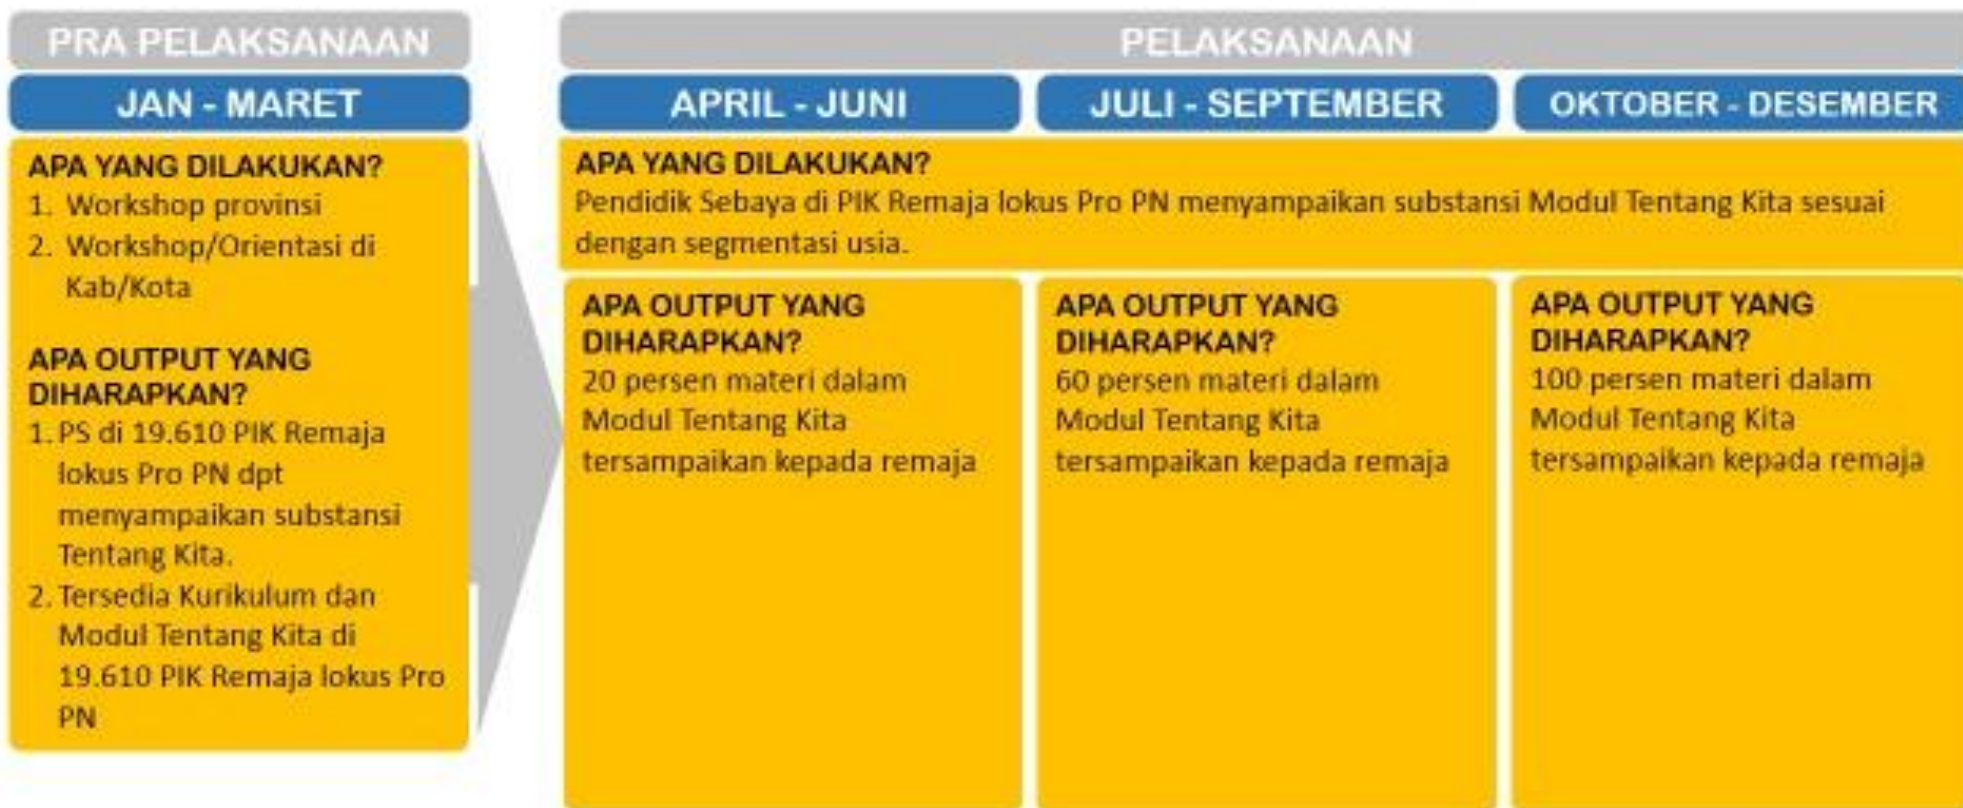 PRA PELAKSANAAN
JAN - MARET
APA YANG DILAKUKAN?
1. Workshop provinsi
2. Workshop/Orientasi di
Kab/Kota
APA OUTPUT YANG
DIHARAPKAN?
1. PS di 19.610 PIK Remaja
lokus Pro PN dpt
menyampaikan substansi
Tentang Kita.
2. Tersedia Kurikulum dan
Modul Tentang Kita di
19.610 PIK Remaja lokus Pro
PN
PELAKSANAAN
APRIL - JUNI
JULI - SEPTEMBER
OKTOBER - DESEMBER
APA YANG DILAKUKAN?
Pendidik Sebaya di PIK Remaja lokus Pro PN menyampaikan substansi Modul Tentang Kita sesuai
dengan segmentasi usia.
APA OUTPUT YANG
DIHARAPKAN?
20 persen materi dalam
Modul Tentang Kita
tersampaikan kepada remaja
APA OUTPUT YANG
DIHARAPKAN?
60 persen materi dalam
Modul Tentang Kita
tersampaikan kepada remaja
APA OUTPUT YANG
DIHARAPKAN?
100 persen materi dalam
Modul Tentang Kita
tersampaikan kepada remaja